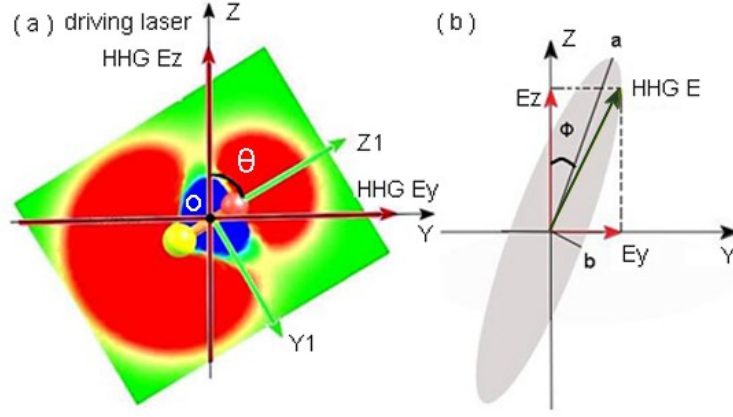 ( a )
driving laser
Z
HHG Ez
θ
Z1
O
HHG Ey
Y
Y1
( b )
Z
a
Ez
HHG E
Φ
Y
Ey
b